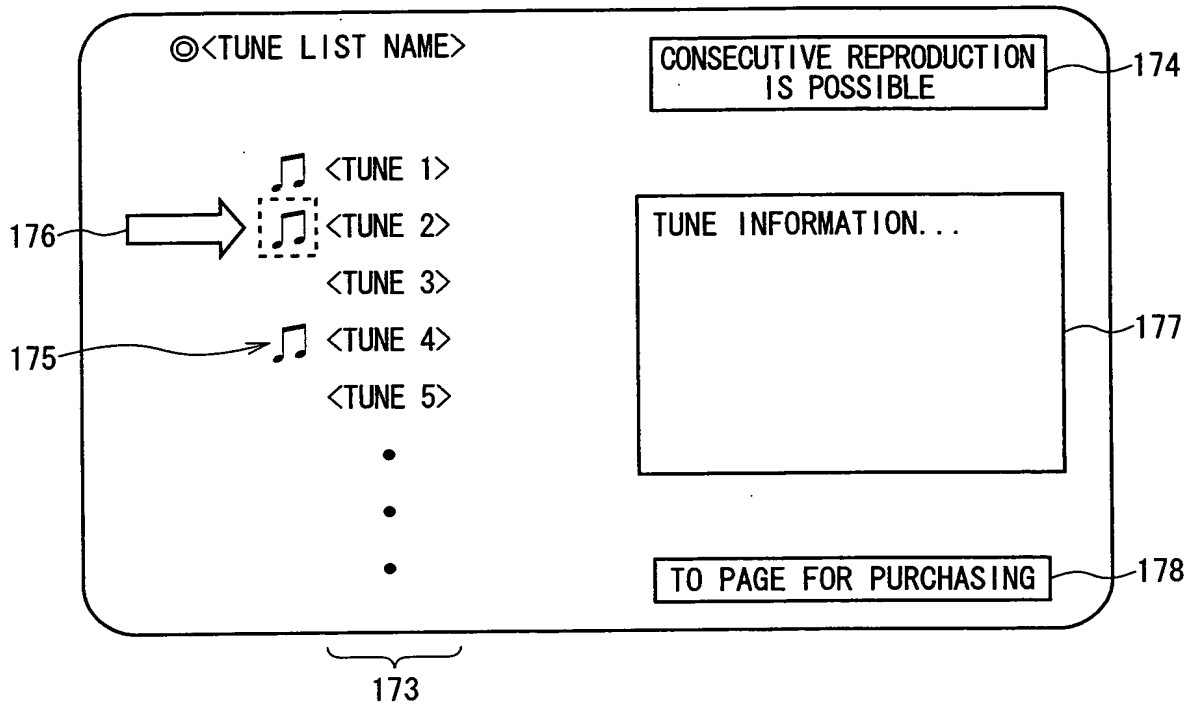 ◎<TUNE LIST NAME>
CONSECUTIVE REPRODUCTION
IS POSSIBLE
174
<TUNE 1>
176
<TUNE 2>
TUNE INFORMATION...
<TUNE 3>
175
<TUNE 4>
177
<TUNE 5>
TO PAGE FOR PURCHASING
178
173